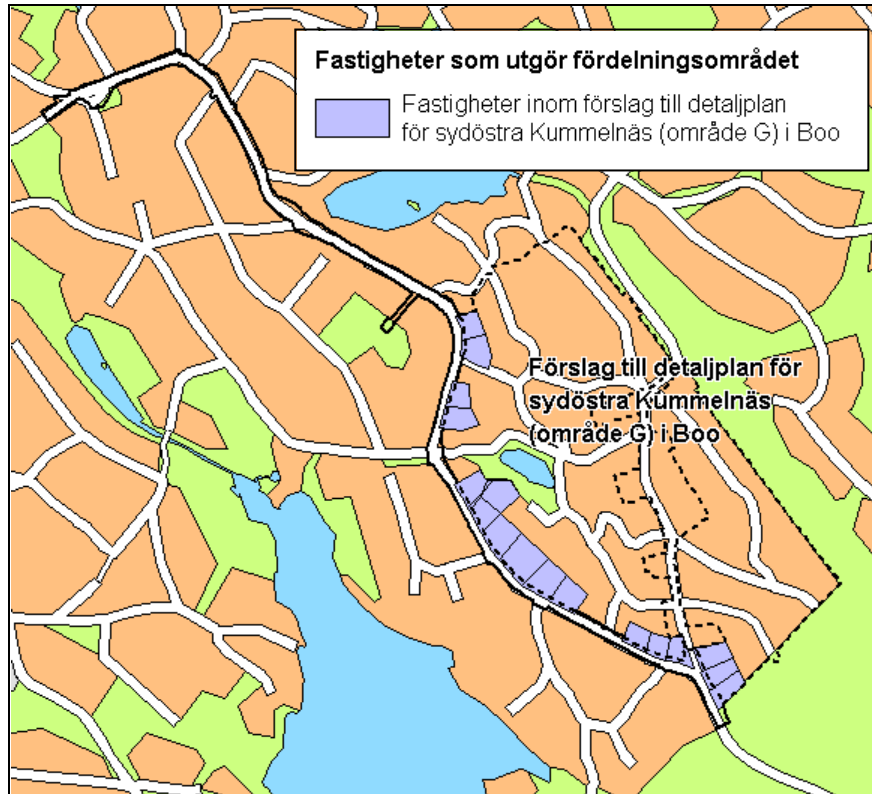 Fastigheter som utgör fördelningsområdet
Fastigheter inom förslag till detaljplan
för sydöstra Kummelnäs (område G) i Boo
Förslag till detaljplan för
sydöstra Kummelnäs
(område G) i Boo